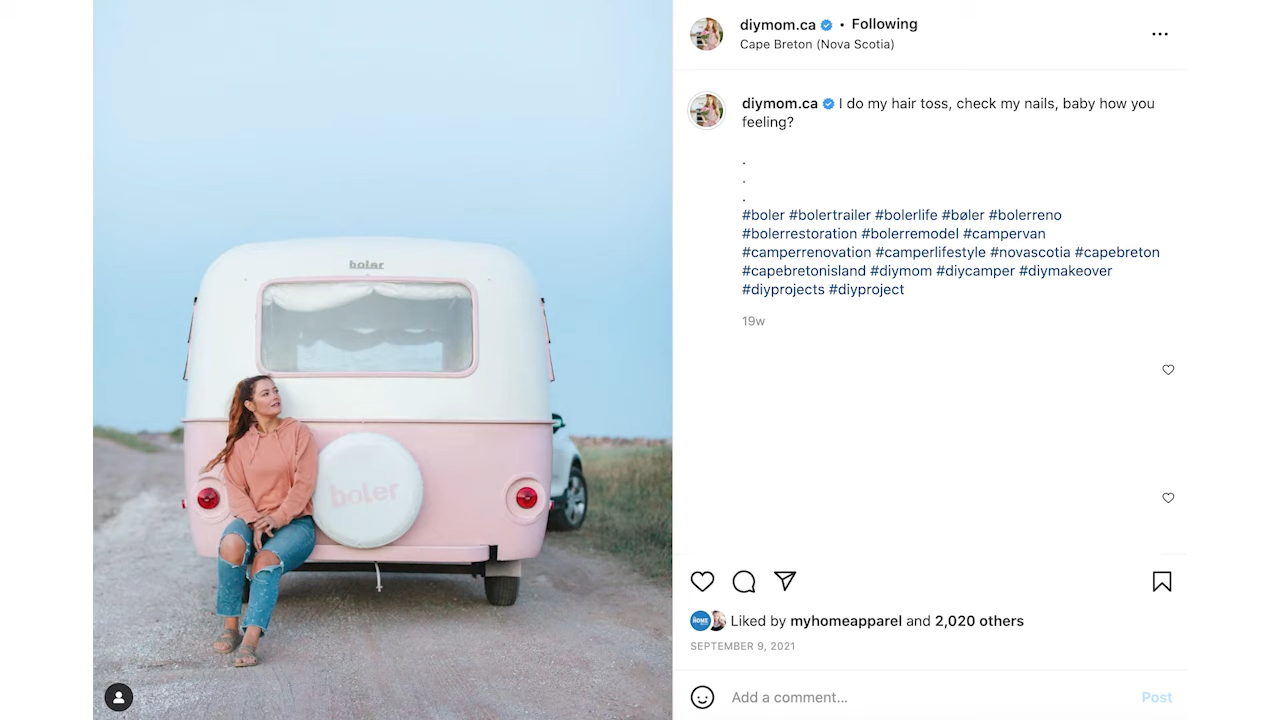 boler
boler
diymom.ca • Following
Cape Breton (Nova Scotia)
diymom.ca I do my hair toss, check my nails, baby how you
feeling?
.
.
.
#boler #bolertrailer #bolerlife #bøler #bolerreno
#bolerrestoration #bolerremodel #campervan
#camperrenovation #camperlifestyle #novascotia #capebreton
#capebretonisland #diymom #diycamper #diymakeover
#diyprojects #diyproject
19w
HOME
Liked by myhomeapparel and 2,020 others
SEPTEMBER 9, 2021
Add a comment...
Post